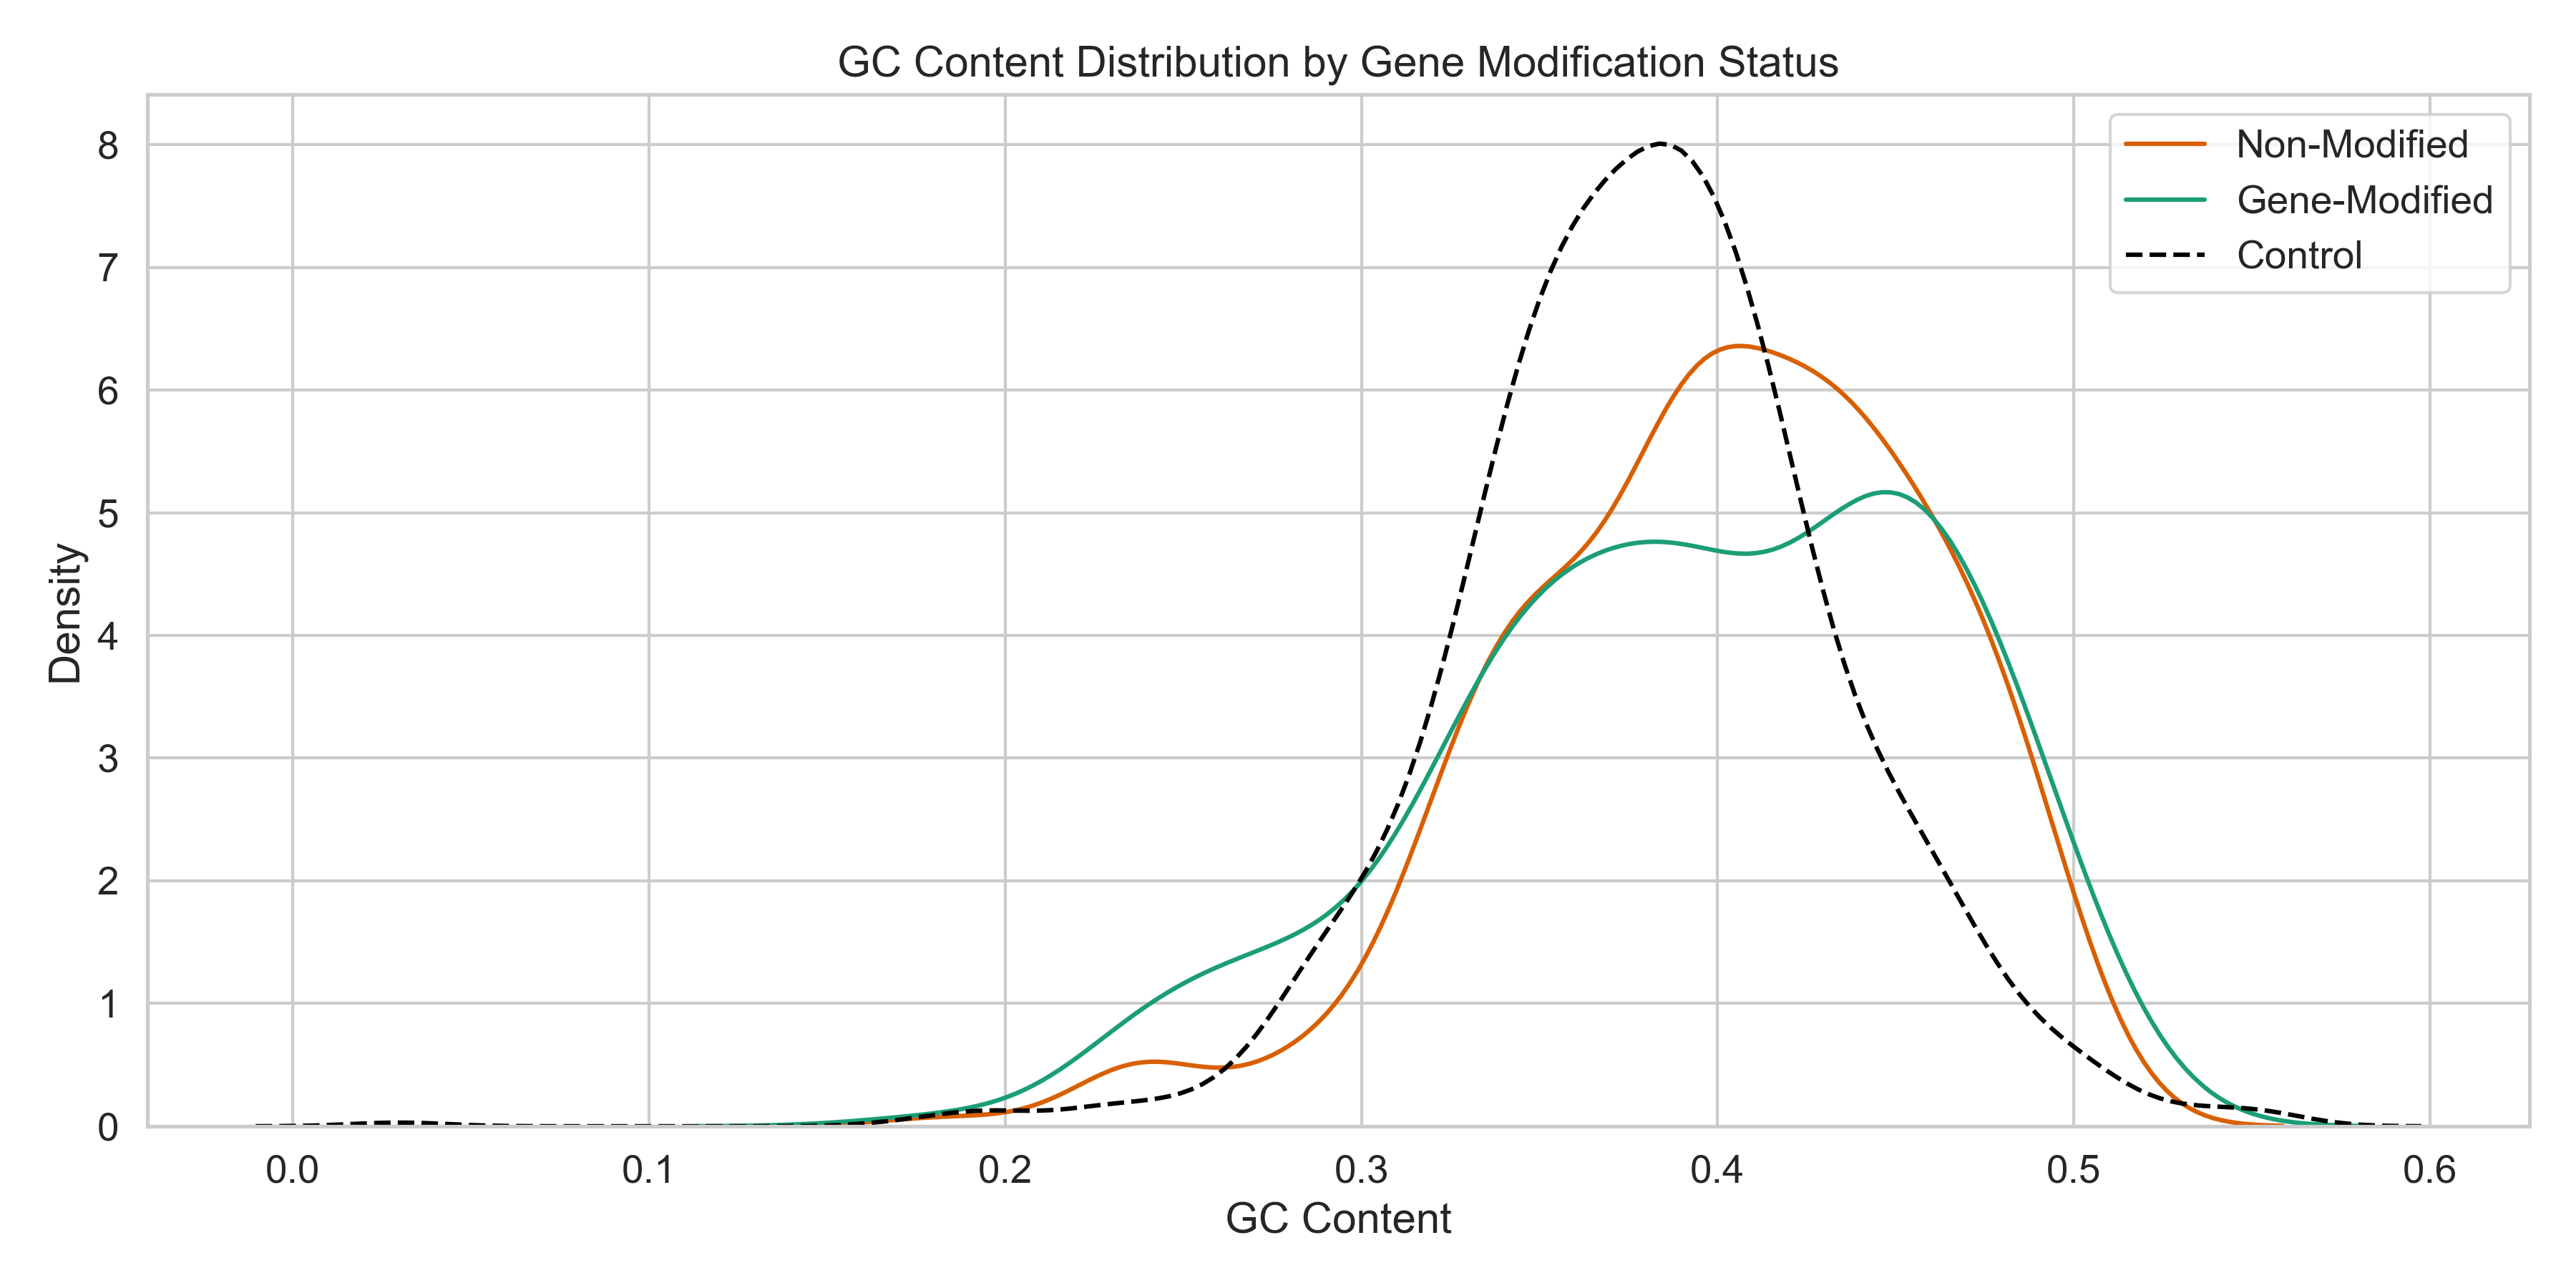 GC Content Distribution by Gene Modification Status
Non-Modified
Gene-Modified
Control
Density
8
7
6
5
4
3
2
1
0
0.0 0.1 0.2 0.3 0.4 0.5 0.6
GC Content